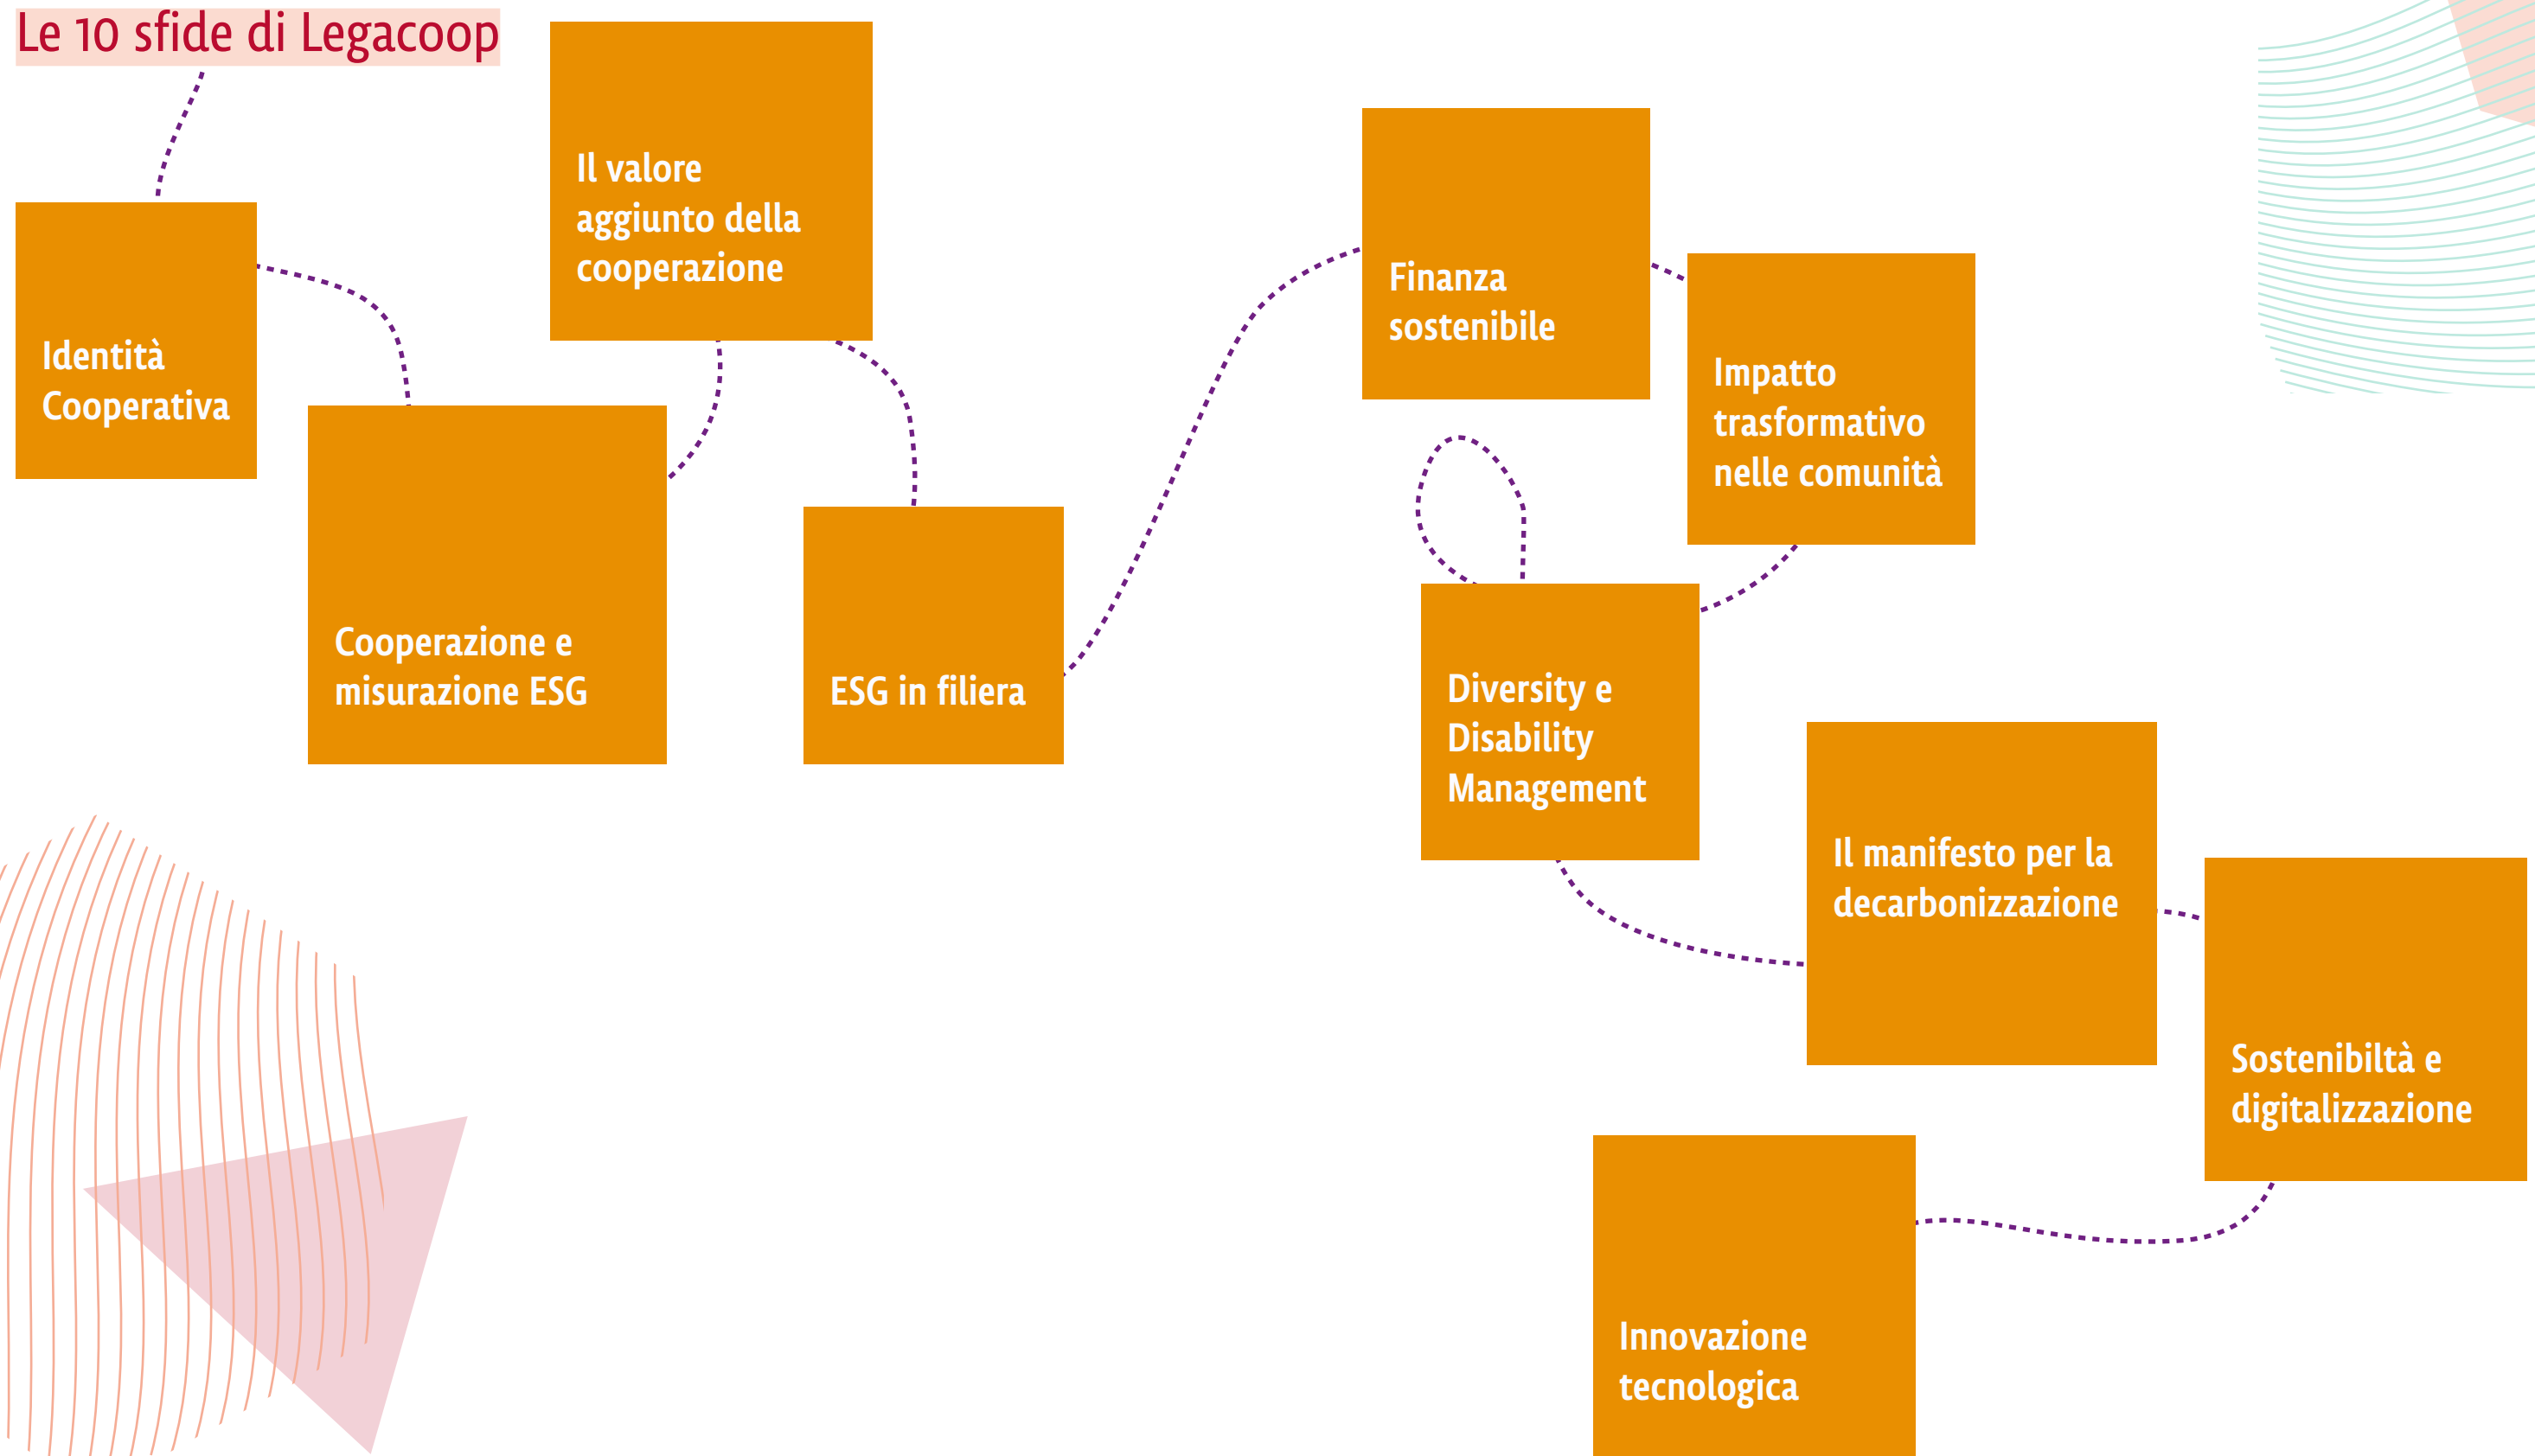 Le 10 sfide di Legacoop
Identità
Cooperativa
Cooperazione e
misurazione ESG
Il valore
aggiunto della
cooperazione
ESG in filiera
Finanza
sostenibile
Impatto
trasformativo
nelle comunità
Diversity e
Disability
Management
Il manifesto per la
decarbonizzazione
Sostenibiltà e
digitalizzazione
Innovazione
tecnologica